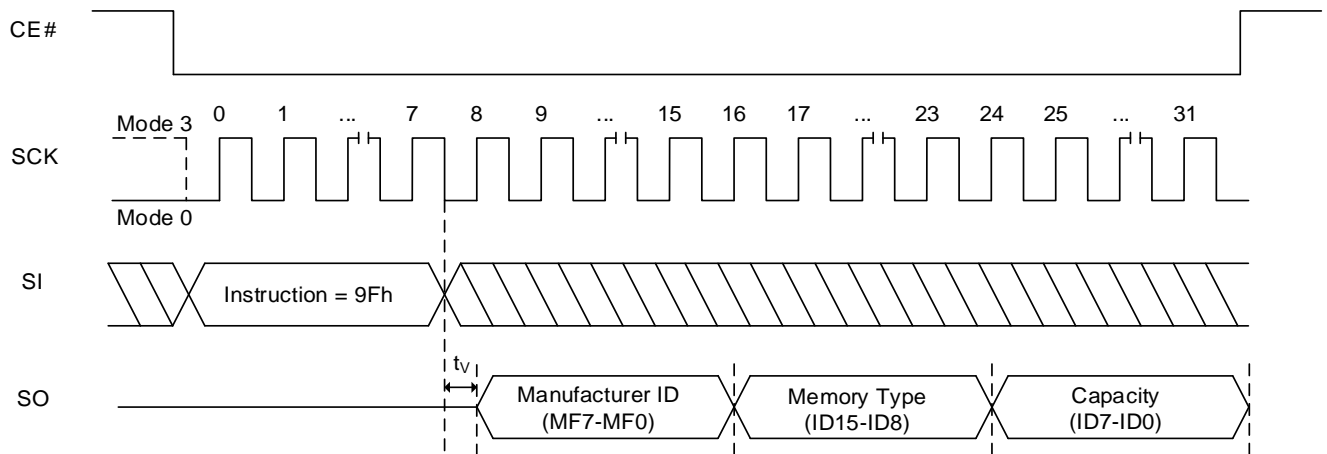 CE#
0 1 ... 7 8 9 ... 15 16 17 ... 23 24 25 ... 31
Mode 3
SCK
Mode 0
SI
Instruction = 9Fh
tV
SO
Manufacturer ID
(MF7-MF0)
Memory Type
(ID15-ID8)
Capacity
(ID7-ID0)